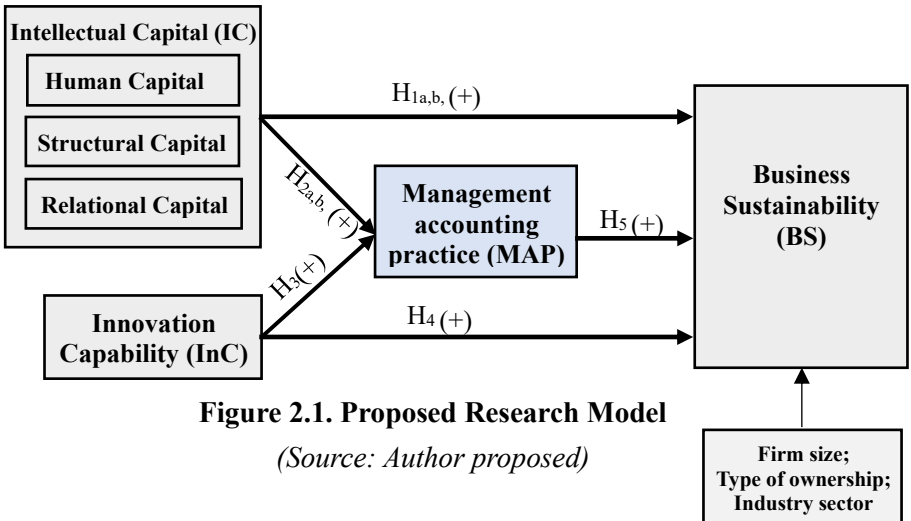 Intellectual Capital (IC)
Human Capital
Structural Capital
Relational Capital
H1a,b, (+)
H2a,b, (+)
Management
accounting
practice (MAP)
H5 (+)
Business
Sustainability
(BS)
H3(+)
H4 (+)
Innovation
Capability (InC)
Figure 2.1. Proposed Research Model
(Source: Author proposed)
Firm size;
Type of ownership;
Industry sector